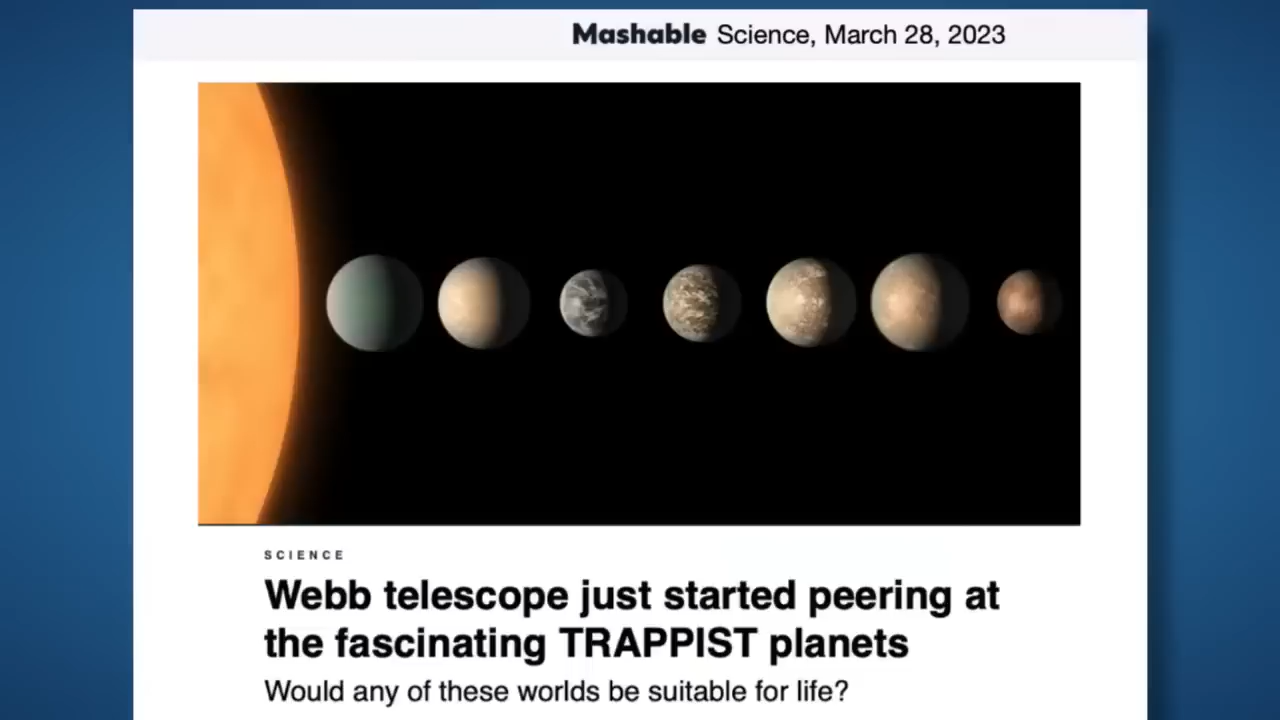 Mashable Science, March 28, 2023
SCIENCE
Webb telescope just started peering at
the fascinating TRAPPIST planets
Would any of these worlds be suitable for life?